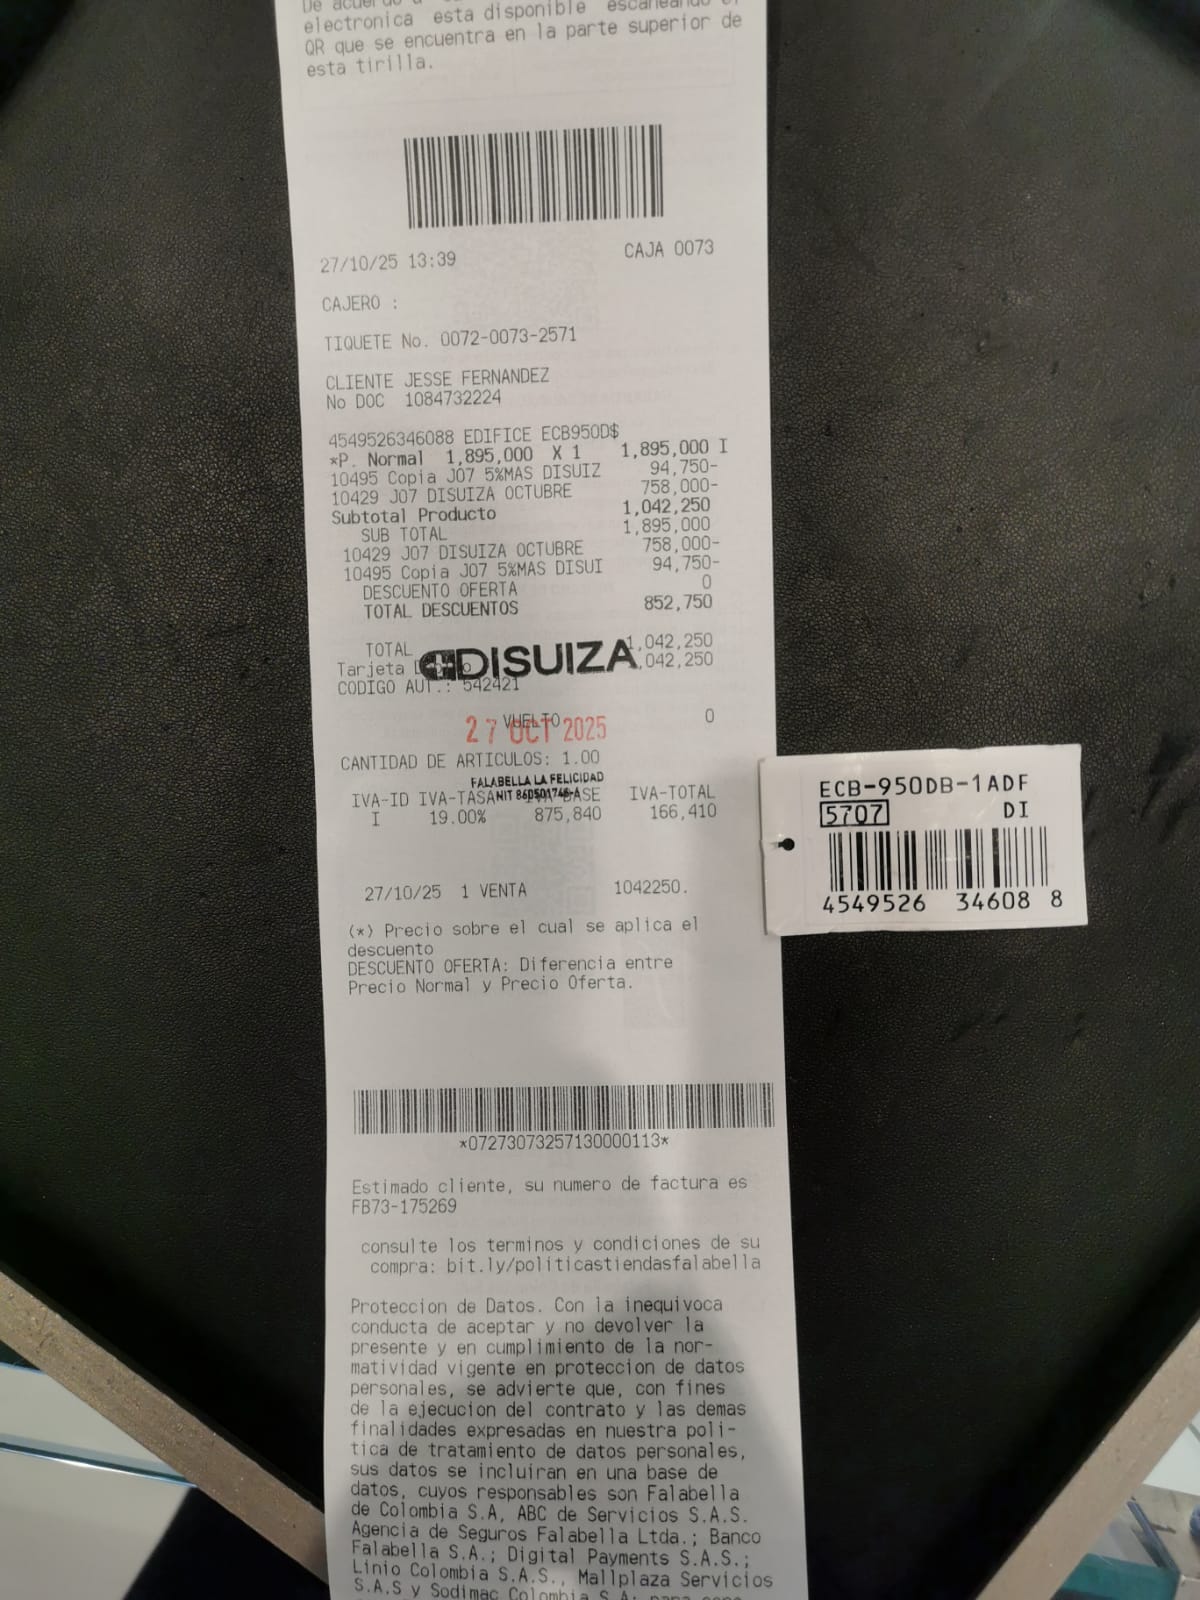 De acuerdo a
electronica esta disponible escaneando el
QR que se encuentra en la parte superior de
esta tirilla.
27/10/25 13:39 CAJA 0073
CAJERO :
TIQUETE No. 0072-0073-2571
CLIENTE JESSE FERNANDEZ
No DOC 1084732224
4549526346088 EDIFICE ECB950D$
*P. Normal 1,895,000 X 1 1,895,000 I
10495 Copia J07 5%MAS DISUIZ 94,750-
10429 J07 DISUIZA OCTUBRE 758,000-
Subtotal Producto 1,042,250
SUB TOTAL 1,895,000
10429 J07 DISUIZA OCTUBRE 758,000-
10495 Copia J07 5%MAS DISUI 94,750-
DESCUENTO OFERTA 0
TOTAL DESCUENTOS 852,750
TOTAL 1,042,250
DISUIZA
Tarjeta 1,042,250
CODIGO AUT.: 542421
VUELTO 0
27 OCT 2025
CANTIDAD DE ARTICULOS: 1.00
FALABELLA LA FELICIDAD
IVA-ID IVA-TASA IVA-BASE IVA-TOTAL
I 19.00% 875,840 166,410
27/10/25 1 VENTA 1042250.
(*) Precio sobre el cual se aplica el
descuento
DESCUENTO OFERTA: Diferencia entre
Precio Normal y Precio Oferta.
*07273073257130000113*
Estimado cliente, su numero de factura es
FB73-175269
consulte los terminos y condiciones de su
compra: bit.ly/politicastiendasfalabella
Proteccion de Datos. Con la inequivoca
conducta de aceptar y no devolver la
presente y en cumplimiento de la nor-
matividad vigente en proteccion de datos
personales, se advierte que, con fines
de la ejecucion del contrato y las demas
finalidades expresadas en nuestra poli-
tica de tratamiento de datos personales,
sus datos se incluiran en una base de
datos, cuyos responsables son Falabella
de Colombia S.A, ABC de Servicios S.A.S.
Agencia de Seguros Falabella Ltda.; Banco
Falabella S.A.; Digital Payments S.A.S.;
Linio Colombia S.A.S., Mallplaza Servicios
S.A.S y Sodimac Colombia S.A.
ECB-950DB-1ADF
5707 DI
4549526 34608 8